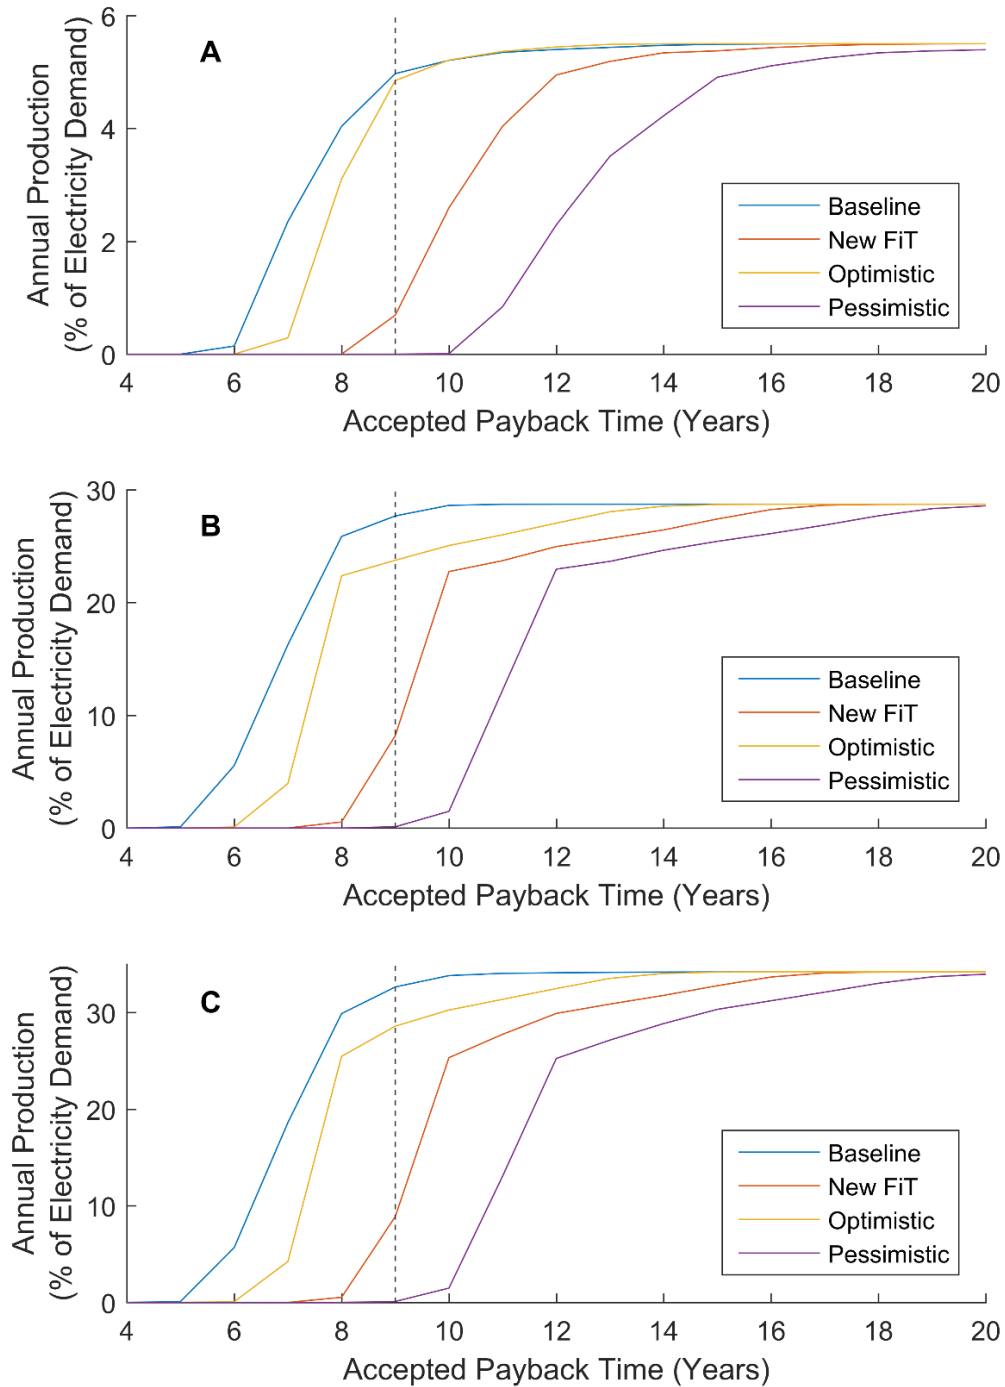 A
Annual Production
(% of Electricity Demand)
6
4
2
0
Baseline
New FiT
Optimistic
Pessimistic
4 6 8 10 12 14 16 18 20
Accepted Payback Time (Years)
B
Annual Production
(% of Electricity Demand)
30
20
10
0
Baseline
New FiT
Optimistic
Pessimistic
4 6 8 10 12 14 16 18 20
Accepted Payback Time (Years)
C
Annual Production
(% of Electricity Demand)
30
20
10
0
Baseline
New FiT
Optimistic
Pessimistic
4 6 8 10 12 14 16 18 20
Accepted Payback Time (Years)